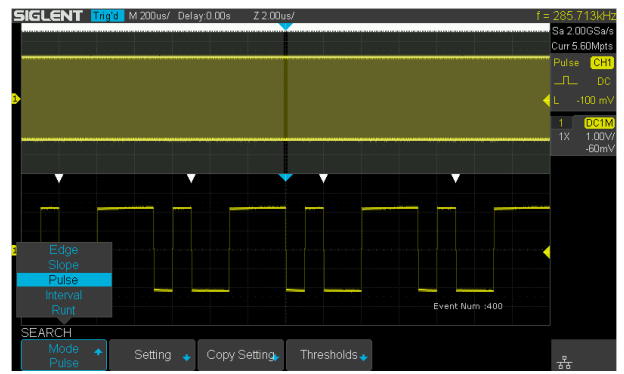 SIGLENT Trig'd M 200us/ Delay:0.00s Z 2.00us/ f = 285.713kHz
Sa 2.00GSa/s
Curr 5.60Mpts
Pulse CH1
DC
L -100 mV
1 DC1M
1X 1.00V/
-60mV
1
1
Edge
Slope
Pulse
Interval
Runt
Event Num :400
SEARCH
Mode Setting Copy Setting Thresholds
Pulse